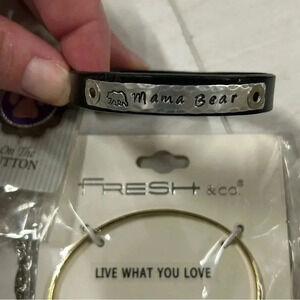 Mama Bear
On The
UTTON
FRESH & CO.®
LIVE WHAT YOU LOVE